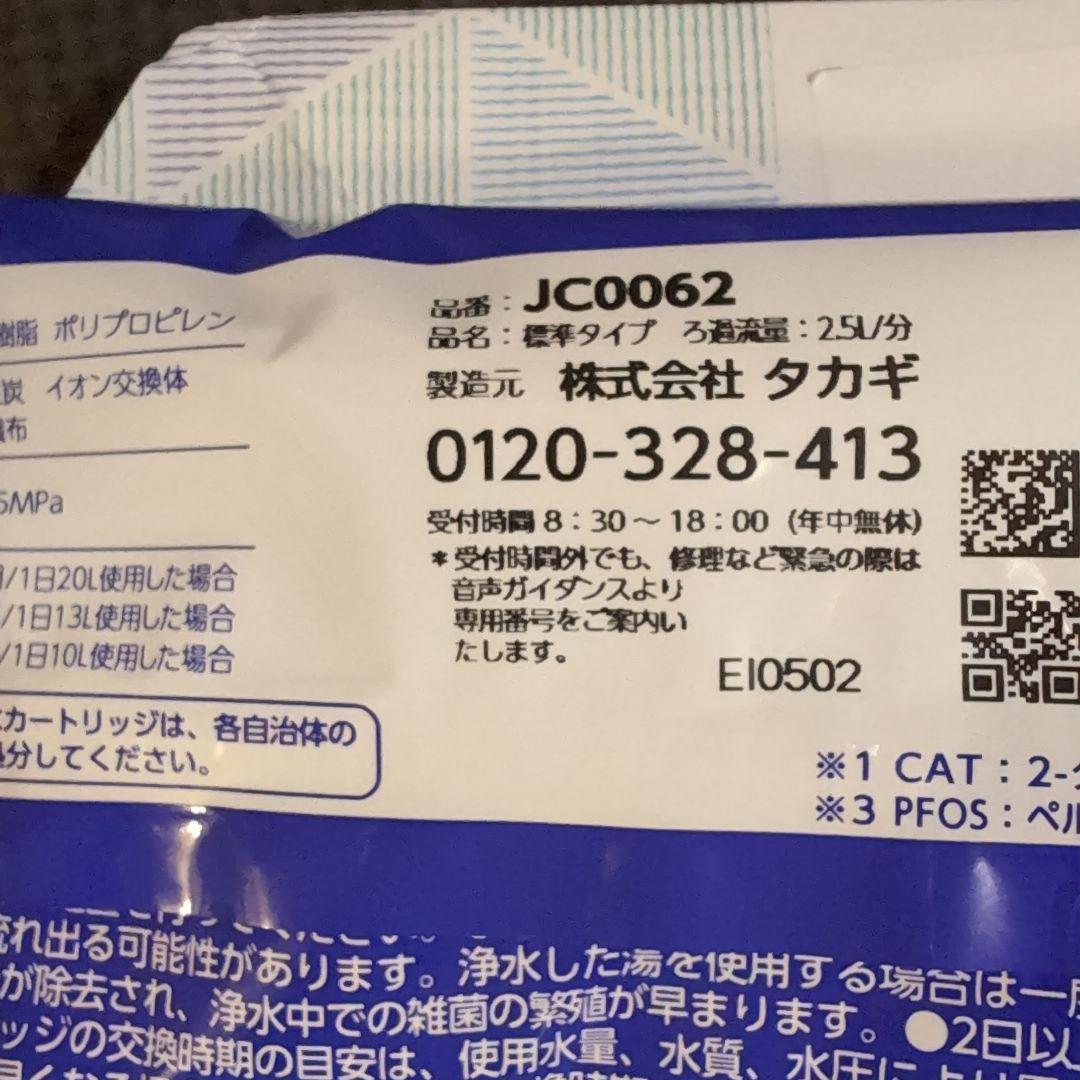 樹脂 ポリプロピレン
炭 イオン交換体
布
5MPa
/1日20L使用した場合
/1日13L使用した場合
/1日10L使用した場合
カートリッジは、各自治体の
処分してください。
品番：JC0062
品名：標準タイプ ろ過流量：2.5L/分
製造元 株式会社 タカギ
0120-328-413
受付時間 8：30～18：00 (年中無休)
*受付時間外でも、修理など緊急の際は
音声ガイダンスより
専用番号をご案内い
たします。
EI0502
※1 CAT：2-
※3 PFOS：ペル
流れ出る可能性があります。浄水した湯を使用する場合は一
が除去され、浄水中での雑菌の繁殖が早まります。●2日以
ッジの交換時期の目安は、使用水量、水質、水圧により